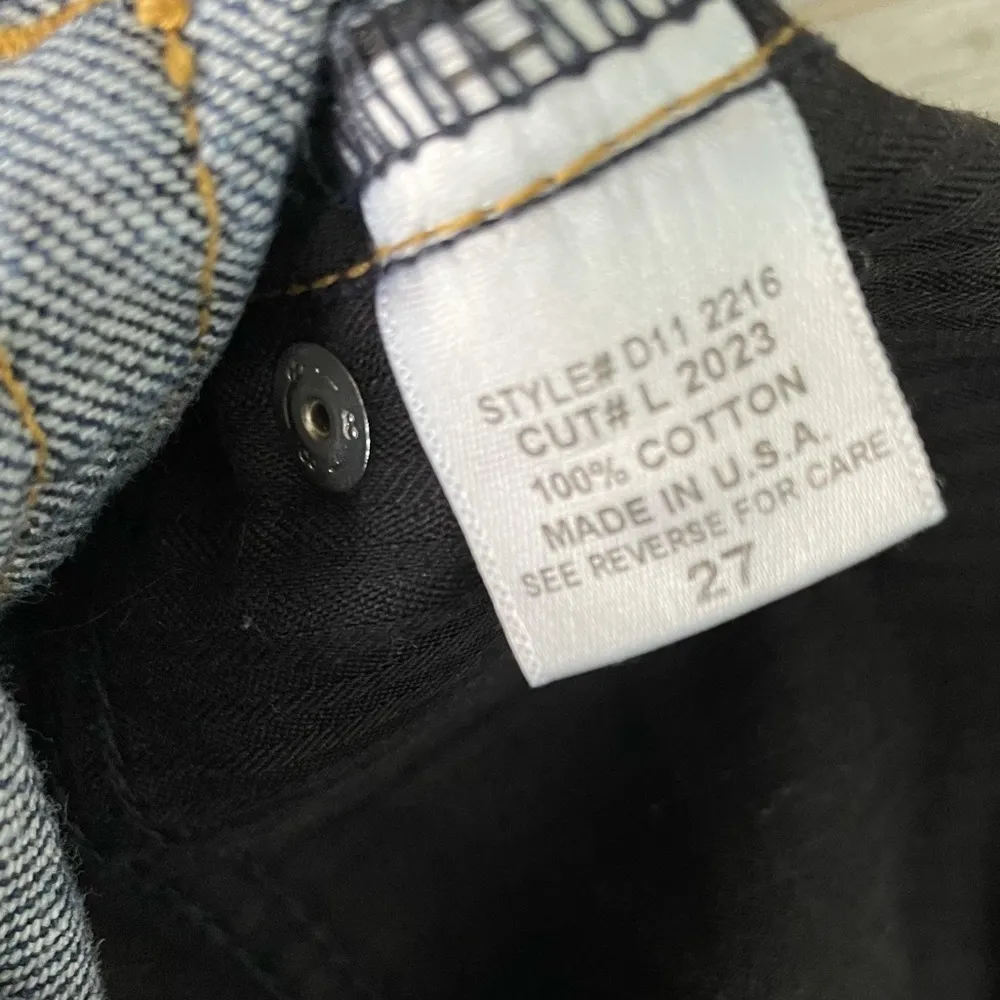 STYLE# D11 2216
CUT# L 2023
100% COTTON
MADE IN U.S.A.
SEE REVERSE FOR CARE
27